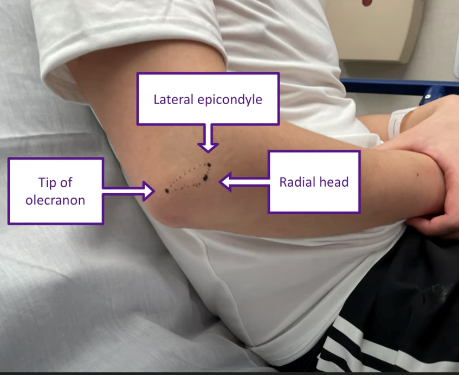 Lateral epicondyle
Tip of
olecranon
Radial head